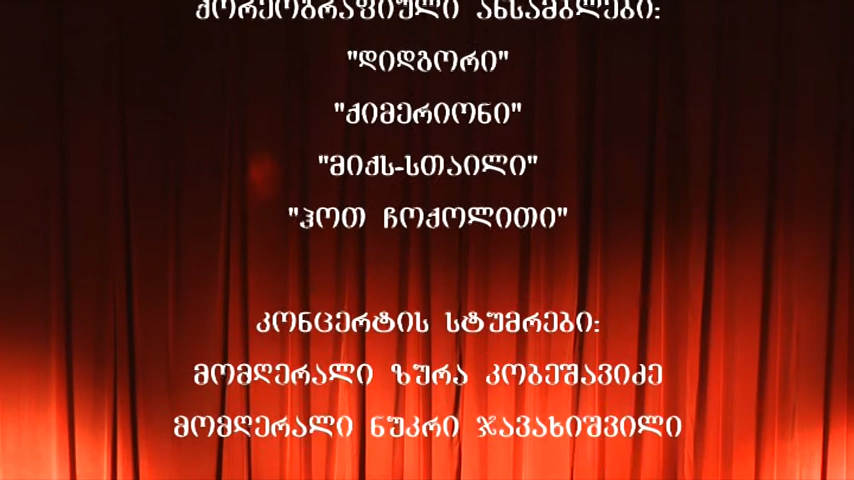 ქორეოგრაფიული ანსამბლები:
"დიდგორი"
"ქიმერიონი"
"მიქს-სთაილი"
"ჰოთ ჩოქოლითი"
კონცერტის სტუმრები:
მომღერალი ზურა კობეშავიძე
მომღერალი ნუკრი ჯავახიშვილი